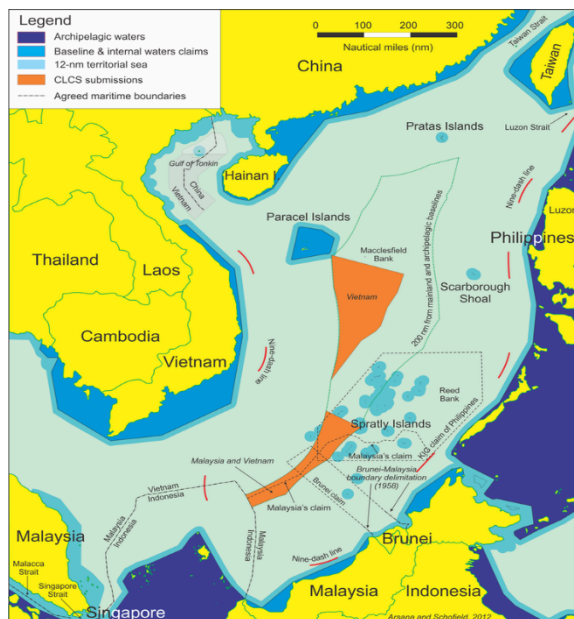 Legend
Archipelagic waters
Baseline & internal waters claims
12-nm territorial sea
CLCS submissions
Agreed maritime boundaries
0 100 200 300
Nautical miles (nm)
Taiwan Strait
China
Taiwan
Luzon Strait
Pratas Islands
Gulf of Tonkin
Hainan I
China
Vietnam
Nine-dash line
Luzon
Paracel Islands
Philippines
Macclesfield
Bank
Thailand
Laos
Vietnam
Scarborough
Shoal
200 nm from mainland and archipelagic baselines
Cambodia
Vietnam
Nine-dash line
Reed
Bank
Spratly Islands
KIG claim of Philippines
Malaysia's claim
Malaysia and Vietnam
Brunei-Malaysia
boundary delimitation
(1958)
Vietnam
Indonesia
Malaysia's claim
Brunei claim
Malaysia
Indonesia
Malaysia
Indonesia
Malaysia
Brunei
Malacca
Strait
Singapore
Strait
Nine-dash line
Singapore
Malaysia
Indonesia
Arsana and Schofield, 2012